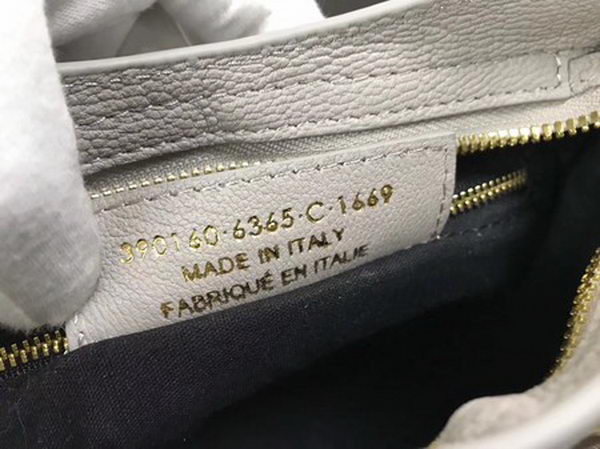 390160·6365·C·1669
MADE IN ITALY
FABRIQUÉ EN ITALIE